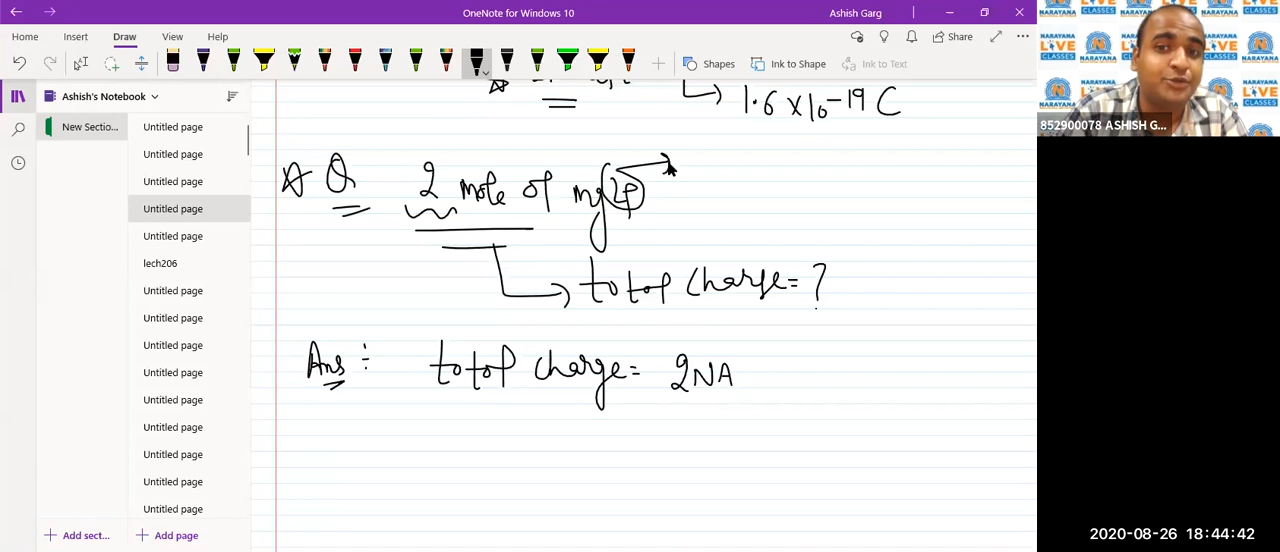 OneNote for Windows 10
Ashish Garg
Home Insert Draw View Help
Share
Shapes
Ink to Shape
Ink to Text
Ashish's Notebook
New Sectio...
Untitled page
Untitled page
Untitled page
Untitled page
Untitled page
lech206
Untitled page
Untitled page
Untitled page
Untitled page
Untitled page
Untitled page
Untitled page
Untitled page
Untitled page
Add sect...
Add page
1.6 X 10-19 C
Q 2 mole of mg
total charge = ?
Ans : total charge = 2NA
NARAYANA
LIVE
CLASSES
852900078 ASHISH G...
2020-08-26 18:44:42